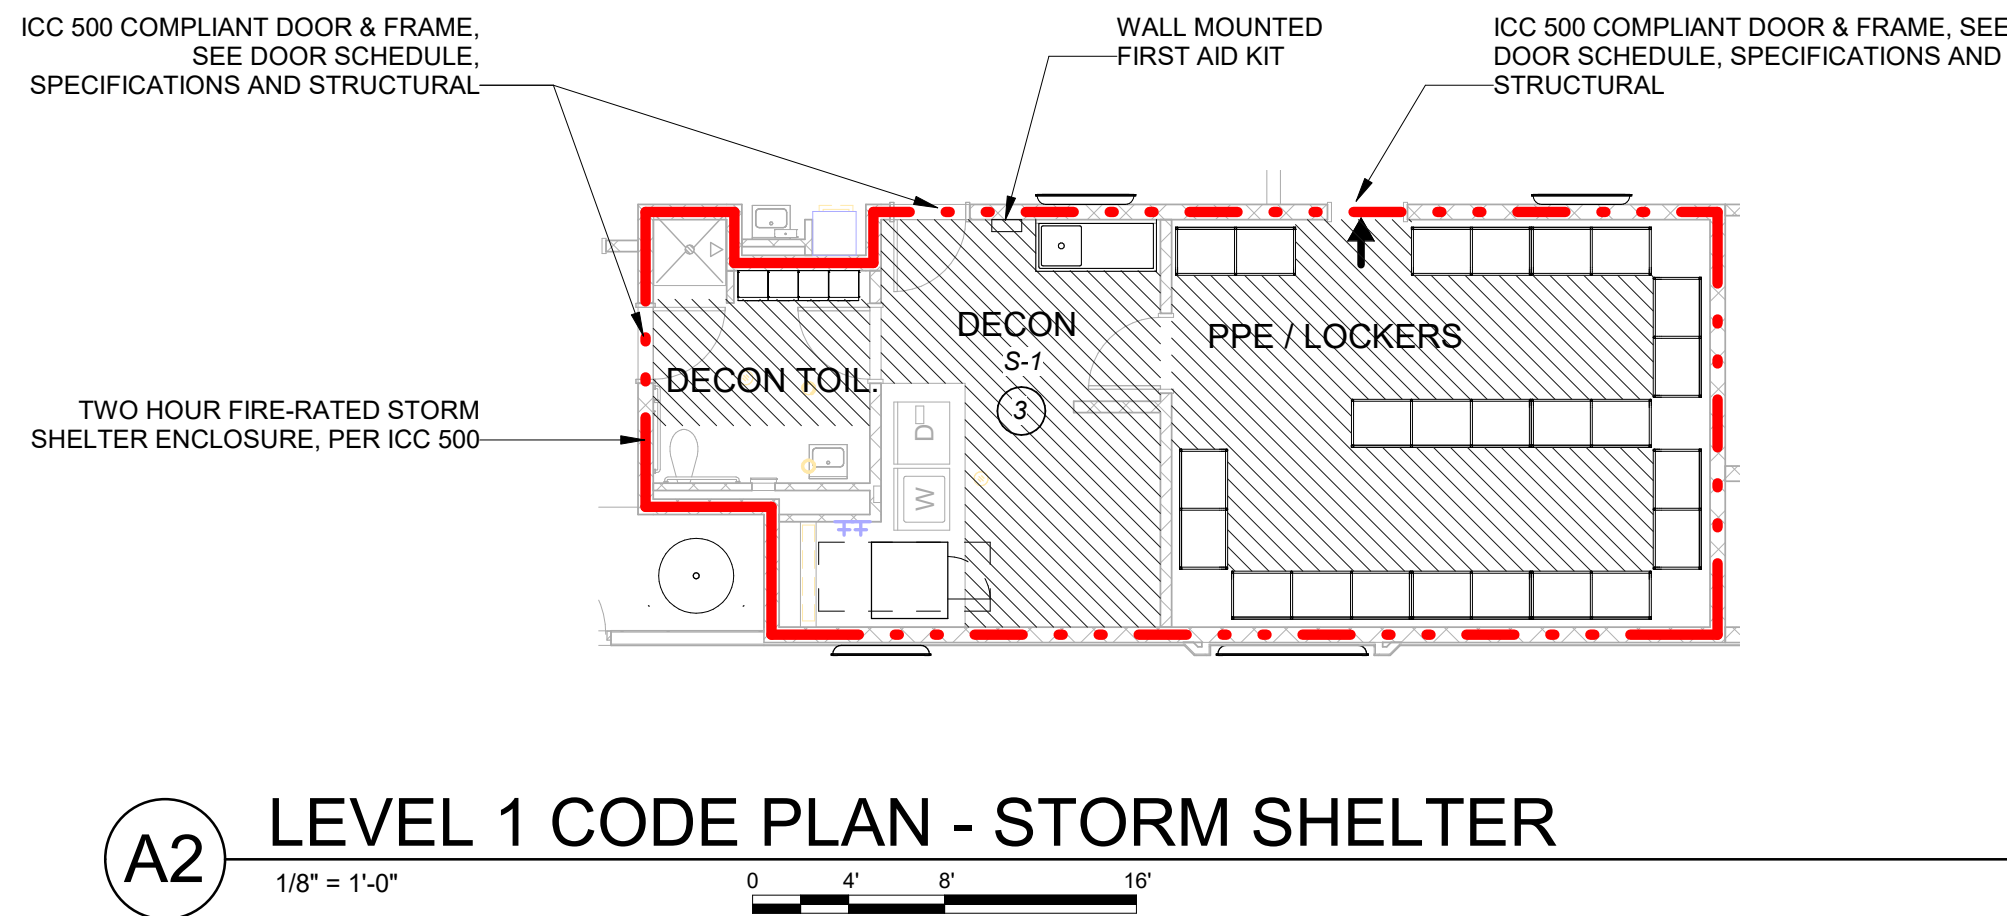 ICC 500 COMPLIANT DOOR & FRAME,
SEE DOOR SCHEDULE,
SPECIFICATIONS AND STRUCTURAL
WALL MOUNTED
FIRST AID KIT
ICC 500 COMPLIANT DOOR & FRAME, SEE
DOOR SCHEDULE, SPECIFICATIONS AND
STRUCTURAL
DECON
S-1
3
PPE / LOCKERS
DECON TOIL.
TWO HOUR FIRE-RATED STORM
SHELTER ENCLOSURE, PER ICC 500
D
W
A2
LEVEL 1 CODE PLAN - STORM SHELTER
1/8" = 1'-0"
0 4' 8' 16'